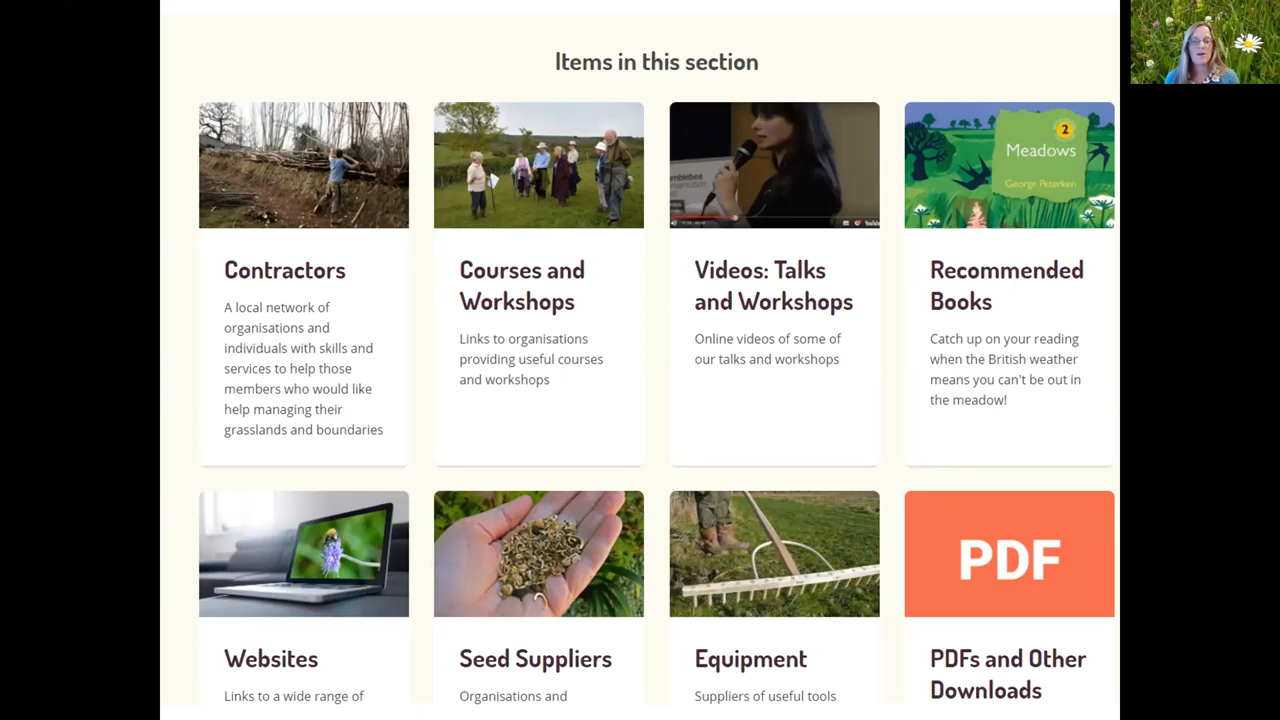 Items in this section
umblebee
nservation
2
Meadows
George Peterken
YouTube
Contractors
A local network of
organisations and
individuals with skills and
services to help those
members who would like
help managing their
grasslands and boundaries
Courses and
Workshops
Links to organisations
providing useful courses
and workshops
Videos: Talks
and Workshops
Online videos of some of
our talks and workshops
Recommended
Books
Catch up on your reading
when the British weather
means you can't be out in
the meadow!
PDF
Websites
Links to a wide range of
Seed Suppliers
Organisations and
Equipment
Suppliers of useful tools
PDFs and Other
Downloads